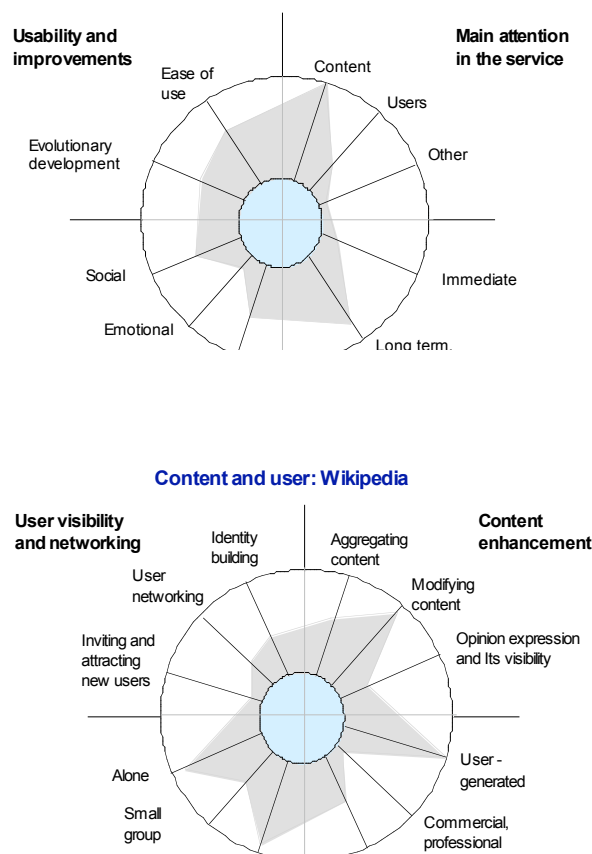 Usability and
improvements
Main attention
in the service
Ease of
use
Content
Users
Other
Evolutionary
development
Social
Immediate
Emotional
Long term.
Content and user: Wikipedia
User visibility
and networking
Content
enhancement
Identity
building
Aggregating
content
User
networking
Modifying
content
Inviting and
attracting
new users
Opinion expression
and Its visibility
Alone
User -
generated
Small
group
Commercial,
professional